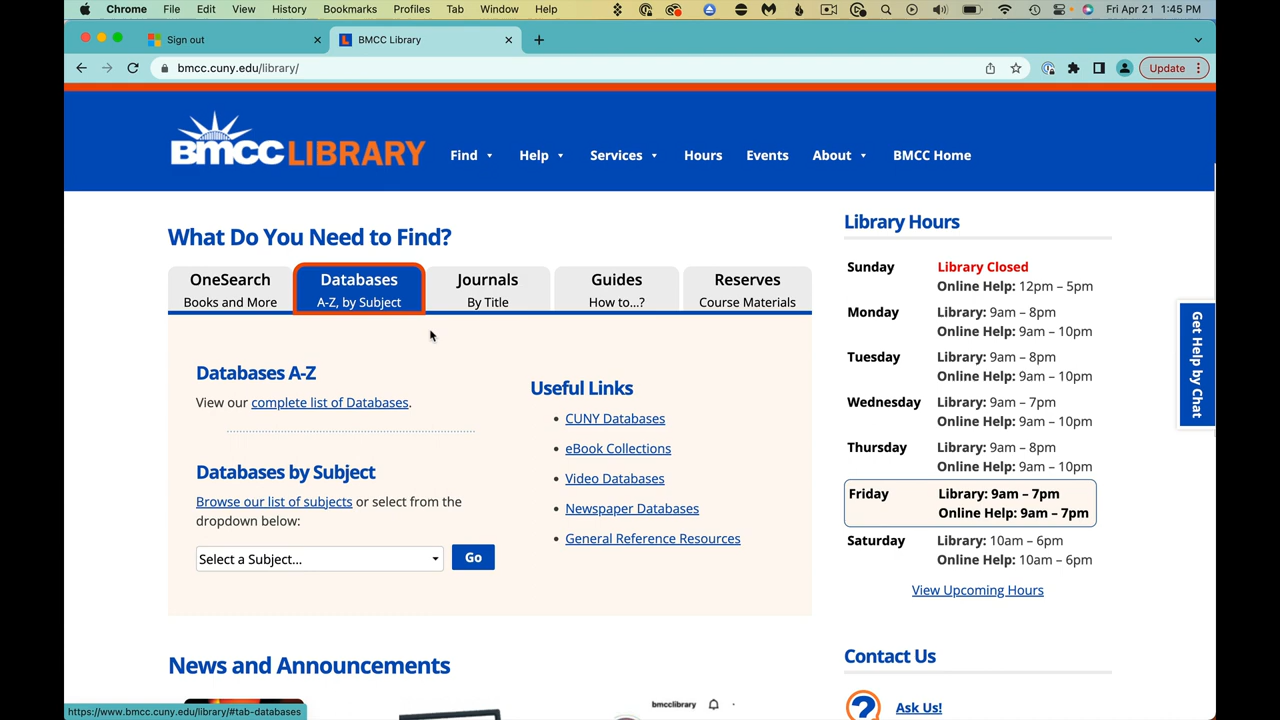 Chrome File Edit View History Bookmarks Profiles Tab Window Help Fri Apr 21 1:45 PM
Sign out
BMCC Library
bmcc.cuny.edu/library/
Update
BMCC LIBRARY
Find Help Services Hours Events About BMCC Home
What Do You Need to Find?
OneSearch
Books and More
Databases
A-Z, by Subject
Journals
By Title
Guides
How to...?
Reserves
Course Materials
Databases A-Z
View our complete list of Databases.
Databases by Subject
Browse our list of subjects or select from the
dropdown below:
Select a Subject...
Go
Useful Links
CUNY Databases
eBook Collections
Video Databases
Newspaper Databases
General Reference Resources
Library Hours
Sunday Library Closed
Online Help: 12pm – 5pm
Monday Library: 9am – 8pm
Online Help: 9am – 10pm
Tuesday Library: 9am – 8pm
Online Help: 9am – 10pm
Wednesday Library: 9am – 7pm
Online Help: 9am – 10pm
Thursday Library: 9am – 8pm
Online Help: 9am – 10pm
Friday Library: 9am – 7pm
Online Help: 9am – 7pm
Saturday Library: 10am – 6pm
Online Help: 10am – 6pm
View Upcoming Hours
Get Help by Chat
News and Announcements
bmcclibrary
Contact Us
Ask Us!
https://www.bmcc.cuny.edu/library/#tab-databases